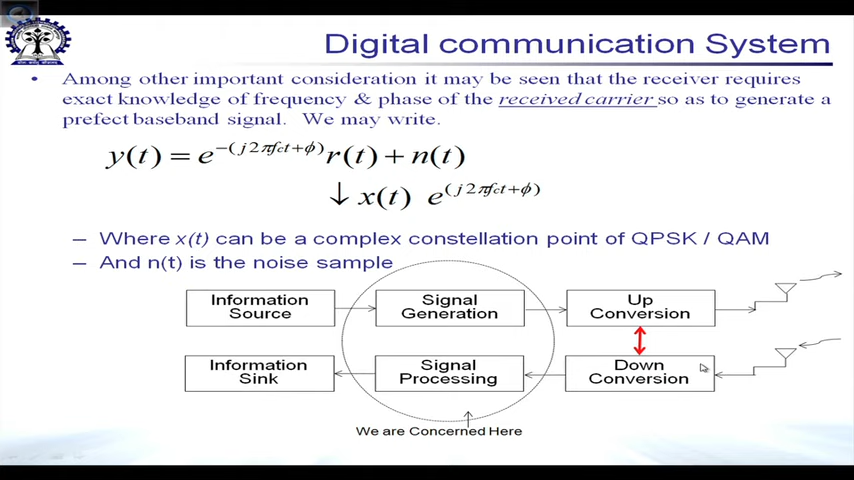 Digital communication System
• Among other important consideration it may be seen that the receiver requires
exact knowledge of frequency & phase of the received carrier so as to generate a
prefect baseband signal. We may write.
y(t) = e^{-(j2πf_ct+ϕ)} r(t) + n(t)
↓ x(t) e^{(j2πf_ct+ϕ)}
– Where x(t) can be a complex constellation point of QPSK / QAM
– And n(t) is the noise sample
Information
Source
Signal
Generation
Up
Conversion
Information
Sink
Signal
Processing
Down
Conversion
We are Concerned Here